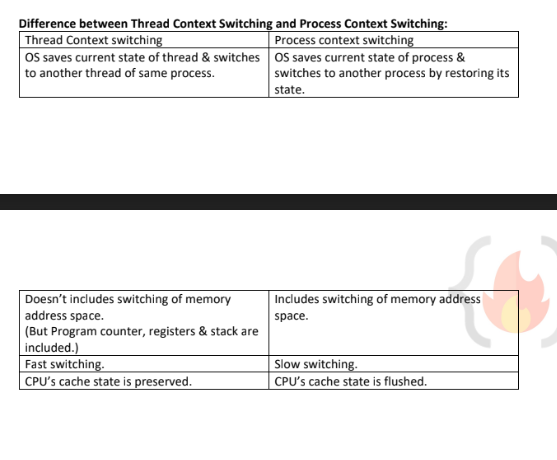 Difference between Thread Context Switching and Process Context Switching:
Thread Context switching
Process context switching
OS saves current state of thread & switches
to another thread of same process.
OS saves current state of process &
switches to another process by restoring its
state.
Doesn't includes switching of memory
address space.
(But Program counter, registers & stack are
included.)
Includes switching of memory address
space.
Fast switching.
Slow switching.
CPU's cache state is preserved.
CPU's cache state is flushed.